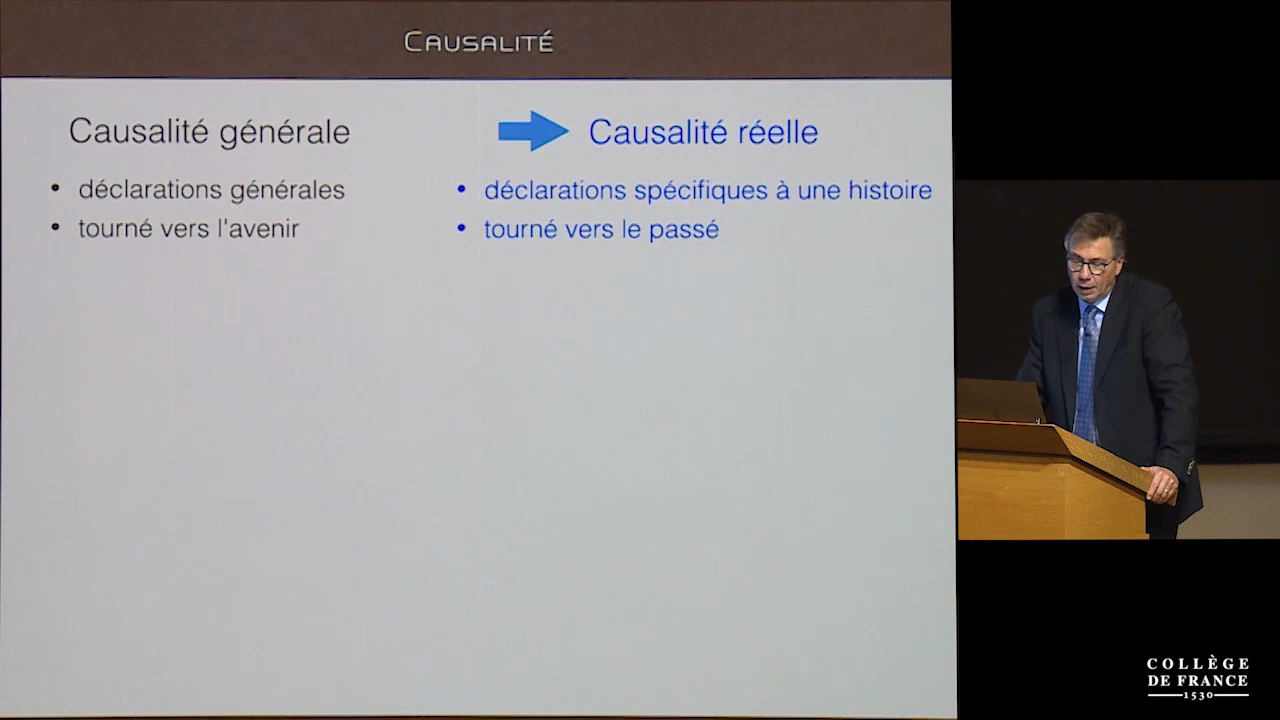 CAUSALITÉ
Causalité générale
• déclarations générales
• tourné vers l'avenir
Causalité réelle
• déclarations spécifiques à une histoire
• tourné vers le passé
COLLÈGE
DE FRANCE
1530